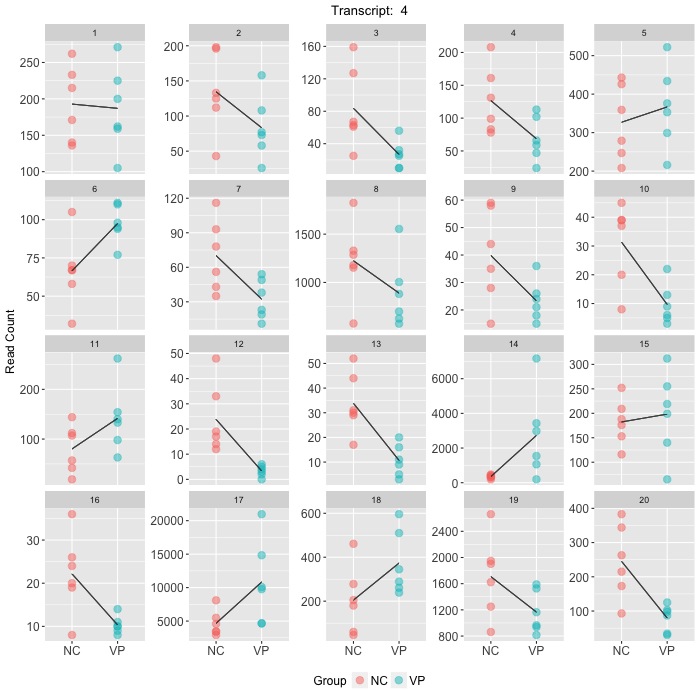 Transcript: 4
1 2 3 4 5
250 200 150 100
200 150 100 50
160 120 80 40
200 150 100 50
500 400 300 200
6 7 8 9 10
100 75 50
120 90 60 30
1500 1000
60 50 40 30 20
40 30 20 10
Read Count
11 12 13 14 15
200 100
50 40 30 20 10 0
50 40 30 20 10
6000 4000 2000 0
300 250 200 150 100
16 17 18 19 20
30 20 10
20000 15000 10000 5000
600 400 200
2400 2000 1600 1200 800
400 300 200 100
NC VP NC VP NC VP NC VP NC VP
Group NC VP